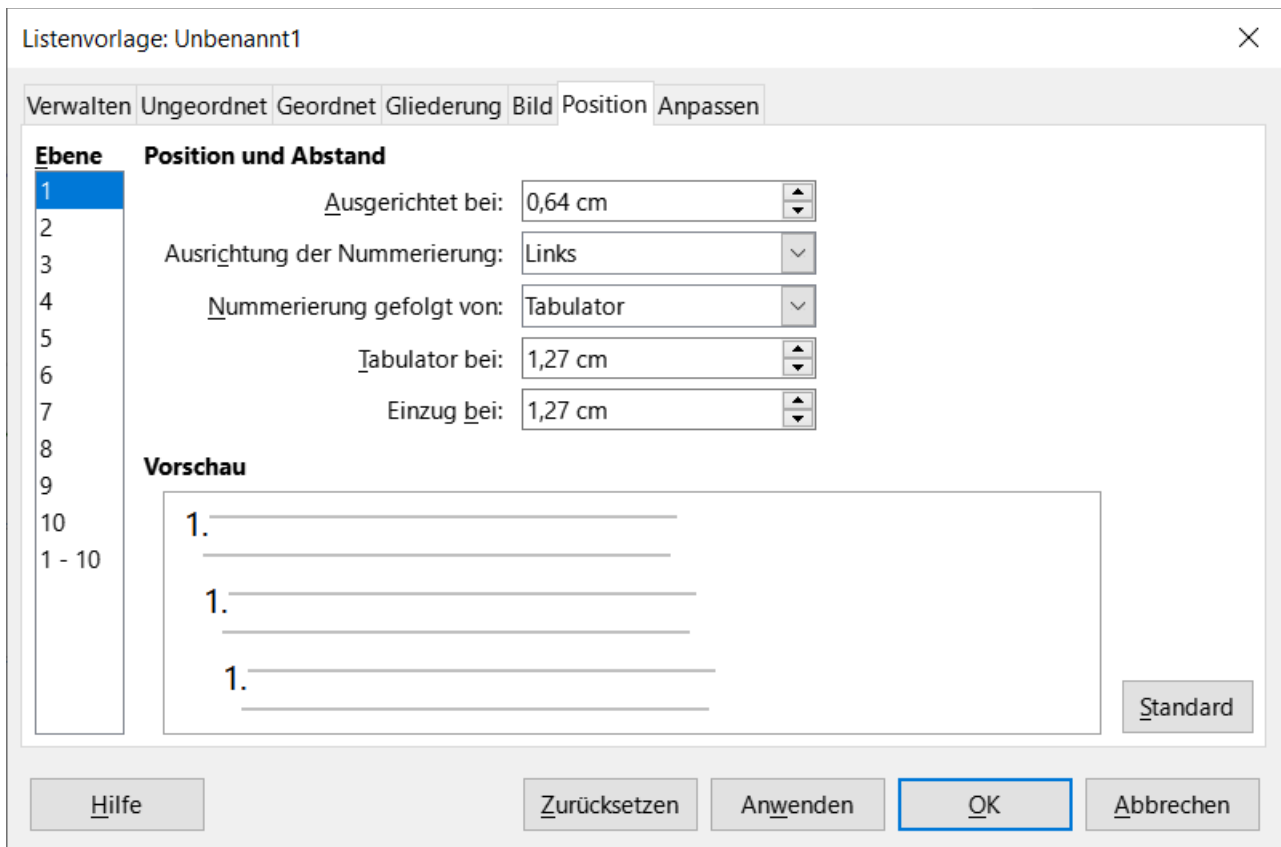 Listenvorlage: Unbenannt1
Verwalten Ungeordnet Geordnet Gliederung Bild Position Anpassen
Ebene
1
2
3
4
5
6
7
8
9
10
1 - 10
Position und Abstand
Ausgerichtet bei: 0,64 cm
Ausrichtung der Nummerierung: Links
Nummerierung gefolgt von: Tabulator
Tabulator bei: 1,27 cm
Einzug bei: 1,27 cm
Vorschau
1.
1.
1.
Standard
Hilfe Zurücksetzen Anwenden OK Abbrechen